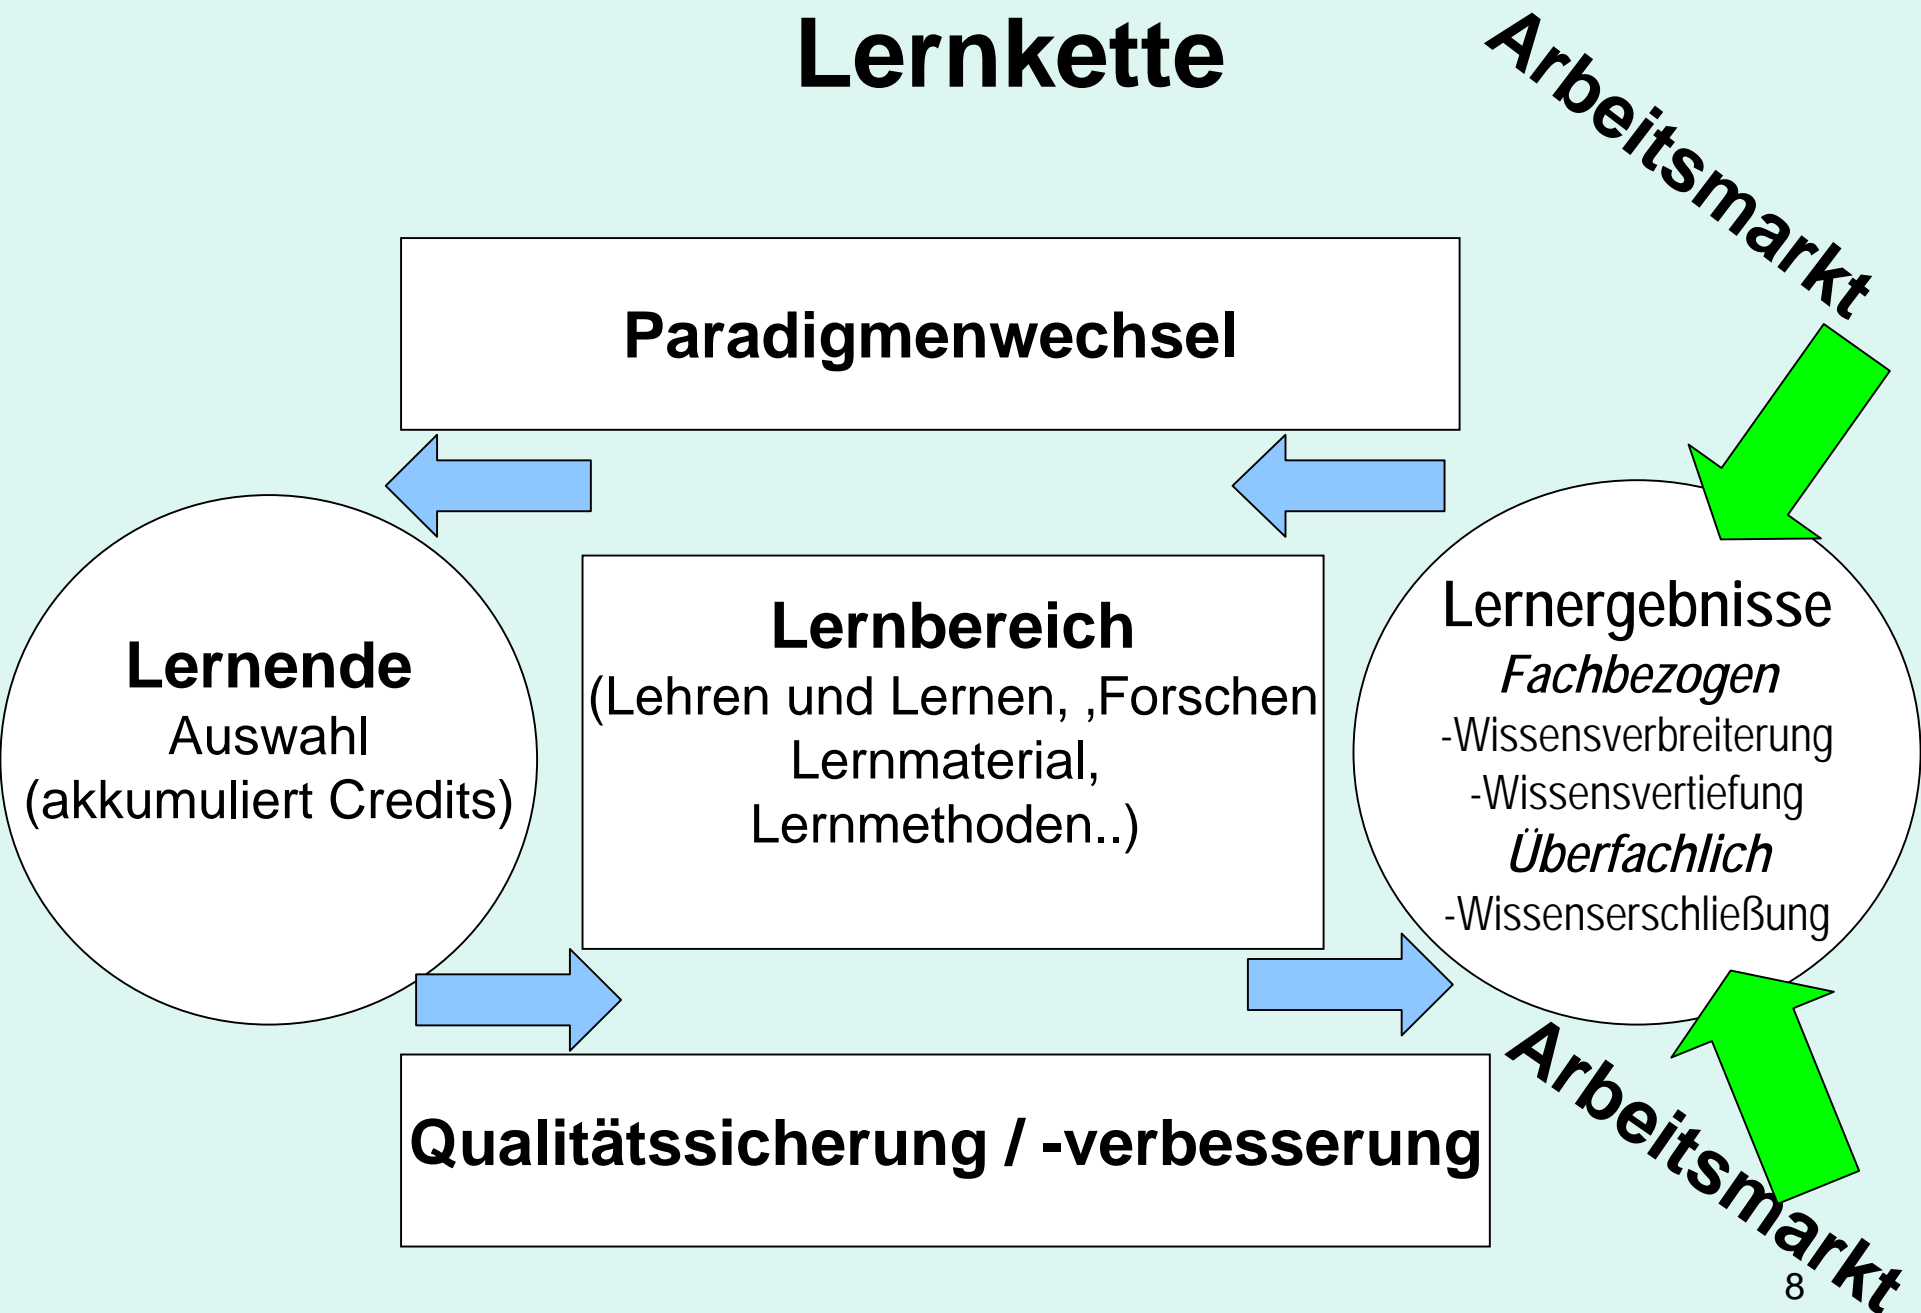 Lernkette
Arbeitsmarkt
Paradigmenwechsel
Lernende
Auswahl
(akkumuliert Credits)
Lernbereich
(Lehren und Lernen, ,Forschen
Lernmaterial,
Lernmethoden..)
Lernergebnisse
Fachbezogen
-Wissensverbreiterung
-Wissensvertiefung
Überfachlich
-Wissenserschließung
Qualitätssicherung / -verbesserung
Arbeitsmarkt
8